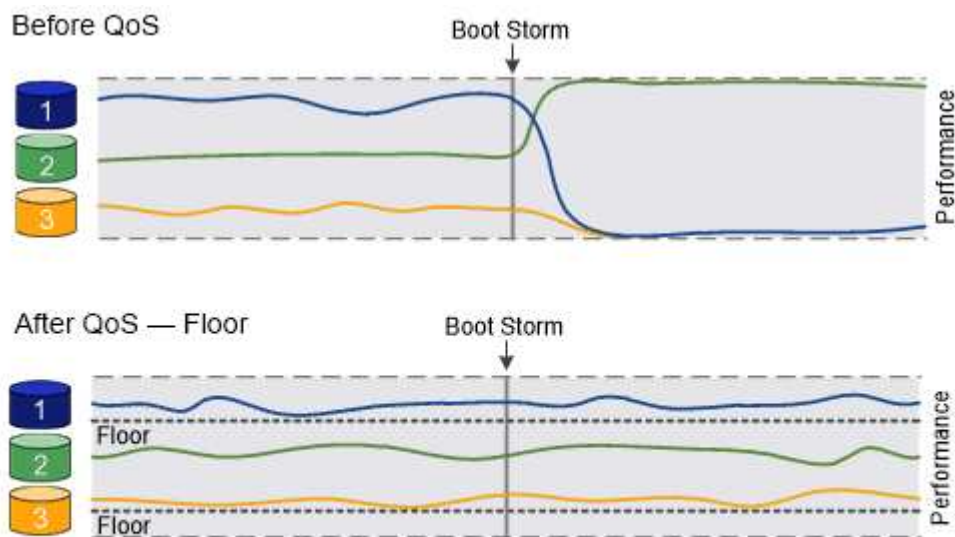 Before QoS
Boot Storm
1
2
3
Performance
After QoS — Floor
Boot Storm
1
Floor
2
3
Floor
Performance